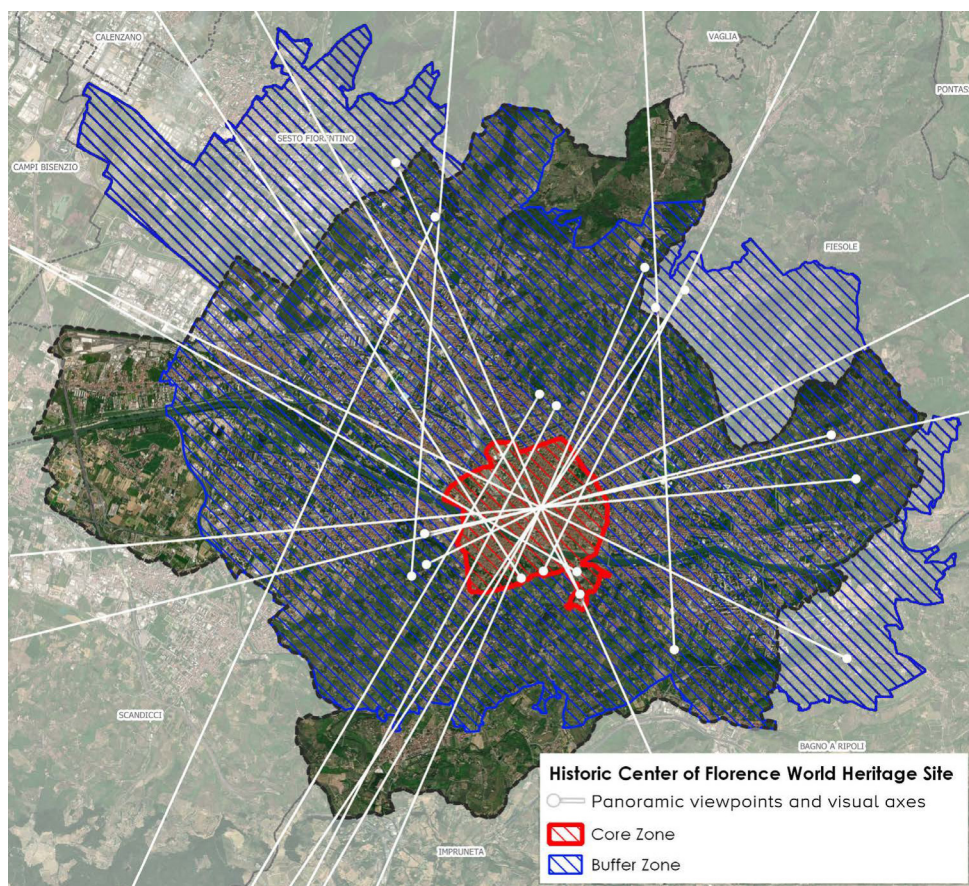 CALENZANO
VAGLIA
PONTAS
SESTO FIORENTINO
CAMPI BISENZIO
FIESOLE
SCANDICCI
BAGNO A RIPOLI
IMPRUNETA
Historic Center of Florence World Heritage Site
Panoramic viewpoints and visual axes
Core Zone
Buffer Zone